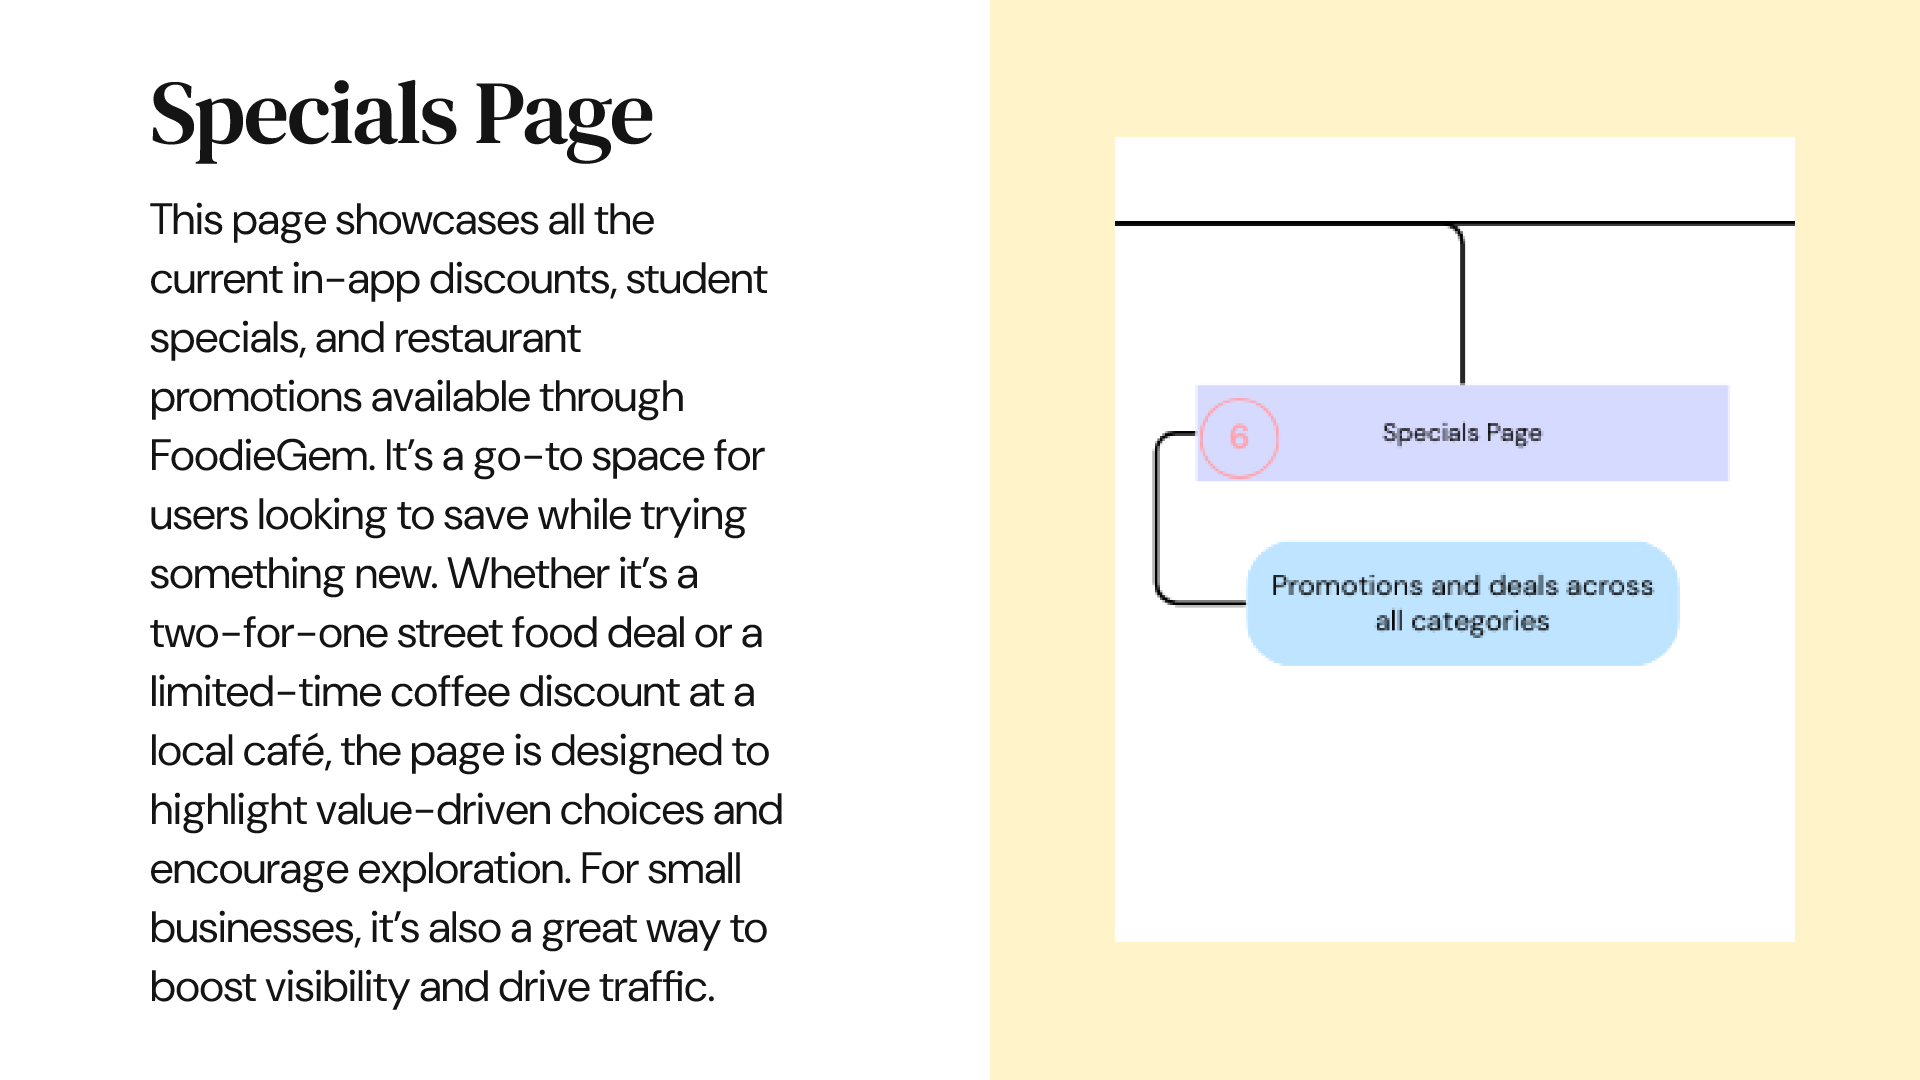 Specials Page
This page showcases all the
current in-app discounts, student
specials, and restaurant
promotions available through
FoodieGem. It’s a go-to space for
users looking to save while trying
something new. Whether it’s a
two-for-one street food deal or a
limited-time coffee discount at a
local café, the page is designed to
highlight value-driven choices and
encourage exploration. For small
businesses, it’s also a great way to
boost visibility and drive traffic.
6
Specials Page
Promotions and deals across
all categories